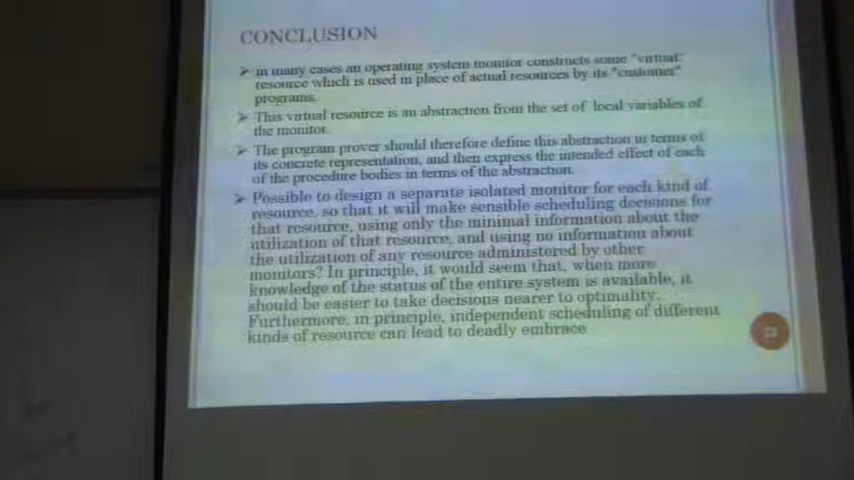 CONCLUSION
➢ in many cases an operating system monitor constructs some "virtual"
resource which is used in place of actual resources by its "customer"
programs.
➢ This virtual resource is an abstraction from the set of local variables of
the monitor.
➢ The program prover should therefore define this abstraction in terms of
its concrete representation, and then express the intended effect of each
of the procedure bodies in terms of the abstraction.
➢ Possible to design a separate isolated monitor for each kind of
resource, so that it will make sensible scheduling decisions for
that resource, using only the minimal information about the
utilization of that resource, and using no information about
the utilization of any resource administered by other
monitors? In principle, it would seem that, when more
knowledge of the status of the entire system is available, it
should be easier to take decisions nearer to optimality.
Furthermore, in principle, independent scheduling of different
kinds of resource can lead to deadly embrace